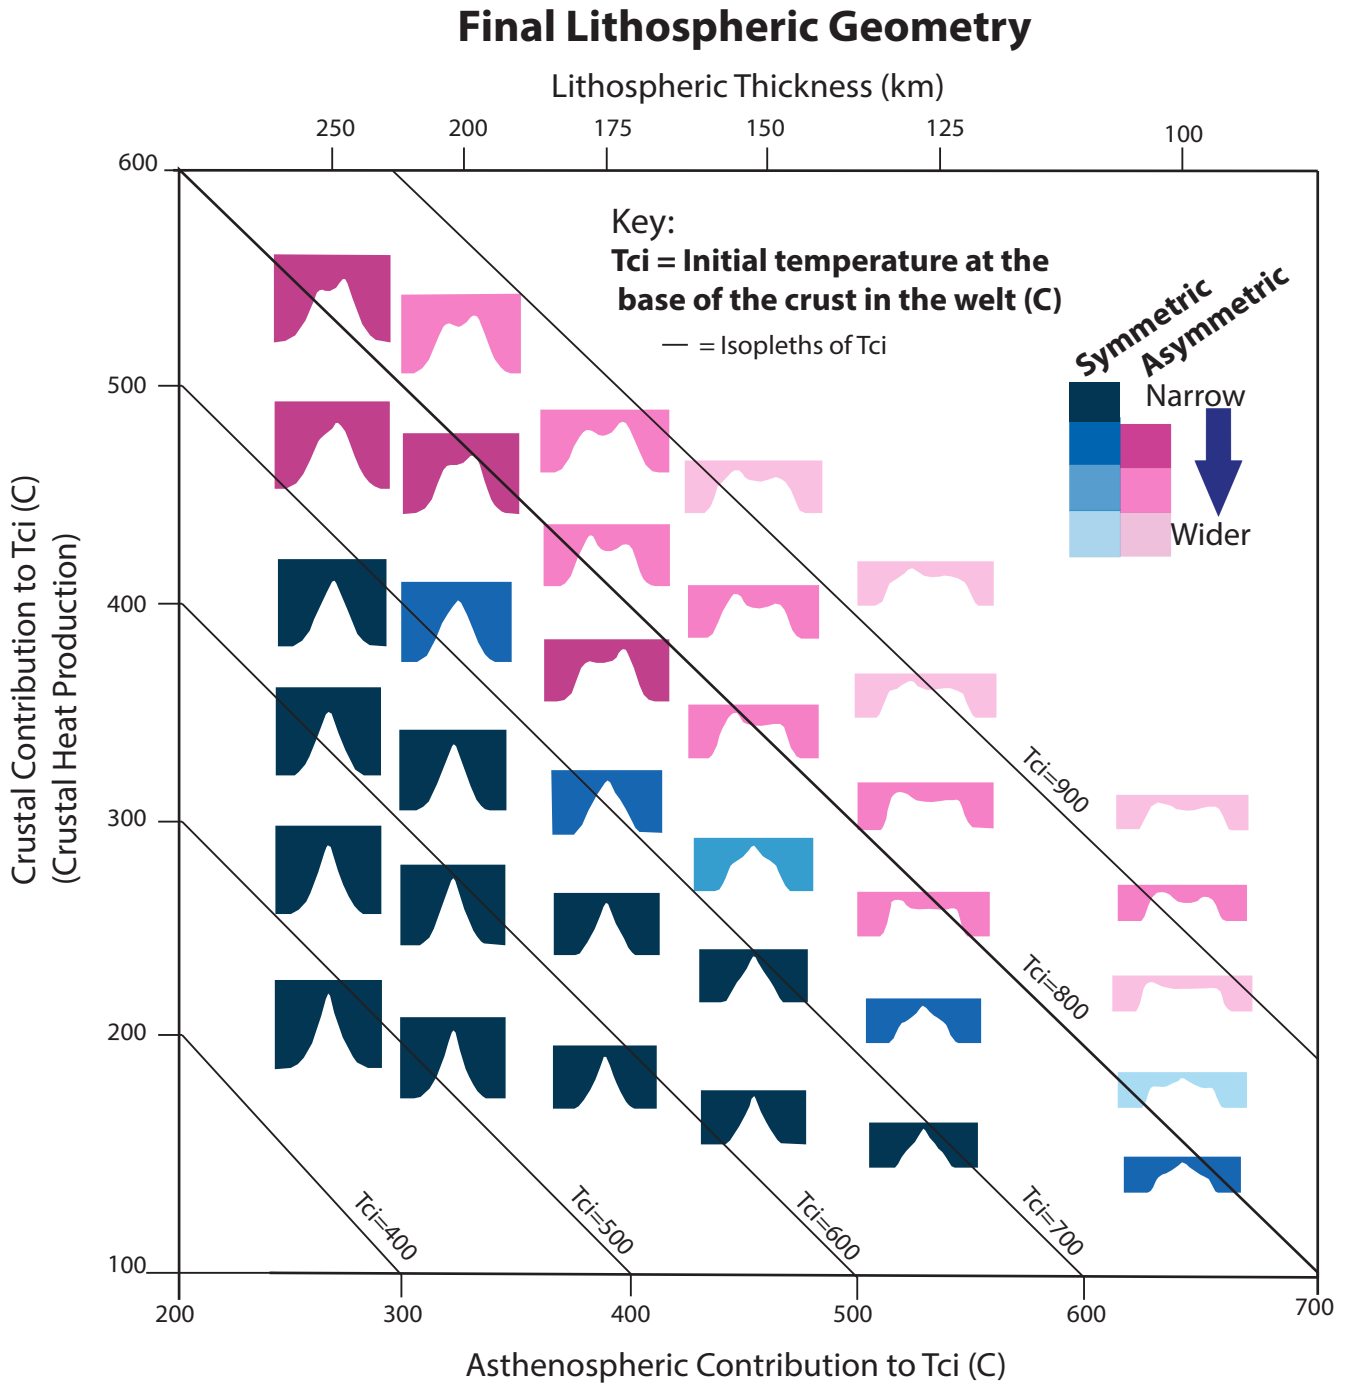 Final Lithospheric Geometry
Lithospheric Thickness (km)
250 200 175 150 125 100
600
500
400
300
200
100
Crustal Contribution to Tci (C)
(Crustal Heat Production)
Key:
Tci = Initial temperature at the
base of the crust in the welt (C)
— = Isopleths of Tci
Symmetric
Asymmetric
Narrow
Wider
Tci=900
Tci=800
Tci=400
Tci=500
Tci=600
Tci=700
200 300 400 500 600 700
Asthenospheric Contribution to Tci (C)